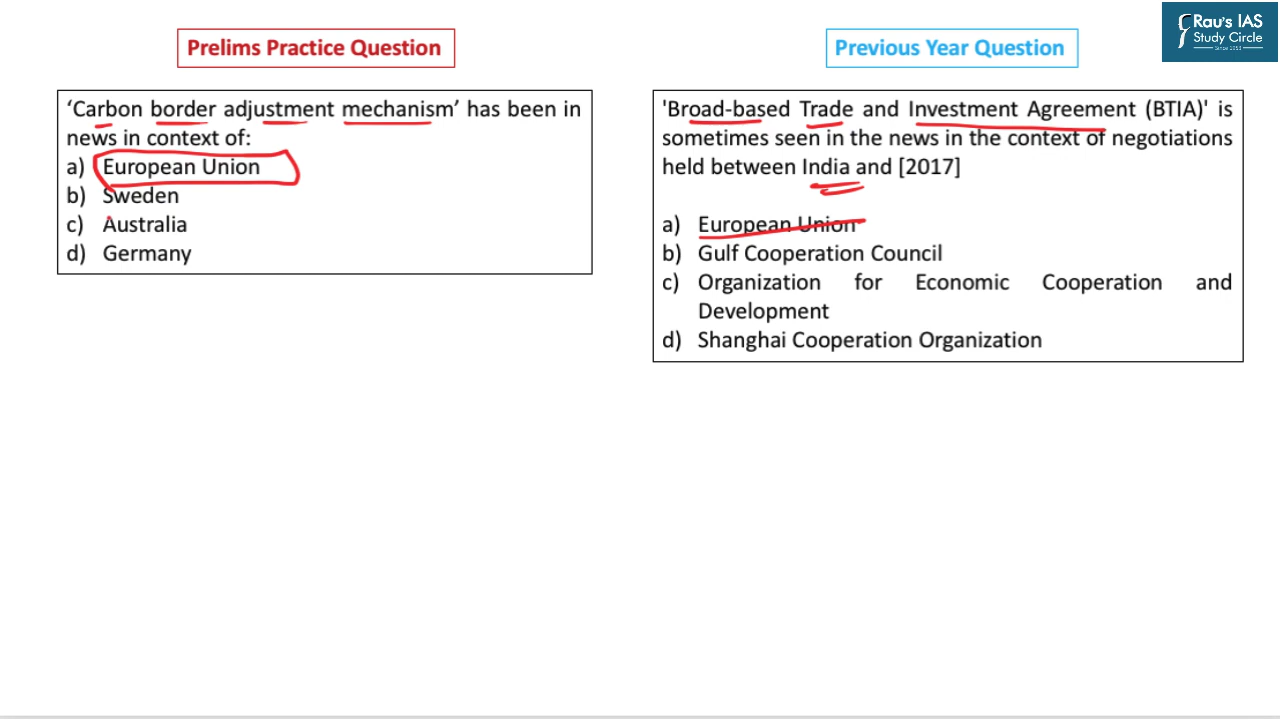 Prelims Practice Question
‘Carbon border adjustment mechanism’ has been in
news in context of:
a) European Union
b) Sweden
c) Australia
d) Germany
Previous Year Question
'Broad-based Trade and Investment Agreement (BTIA)' is
sometimes seen in the news in the context of negotiations
held between India and [2017]
a) European Union
b) Gulf Cooperation Council
c) Organization for Economic Cooperation and
Development
d) Shanghai Cooperation Organization
Rau's IAS
Study Circle
Since 1953